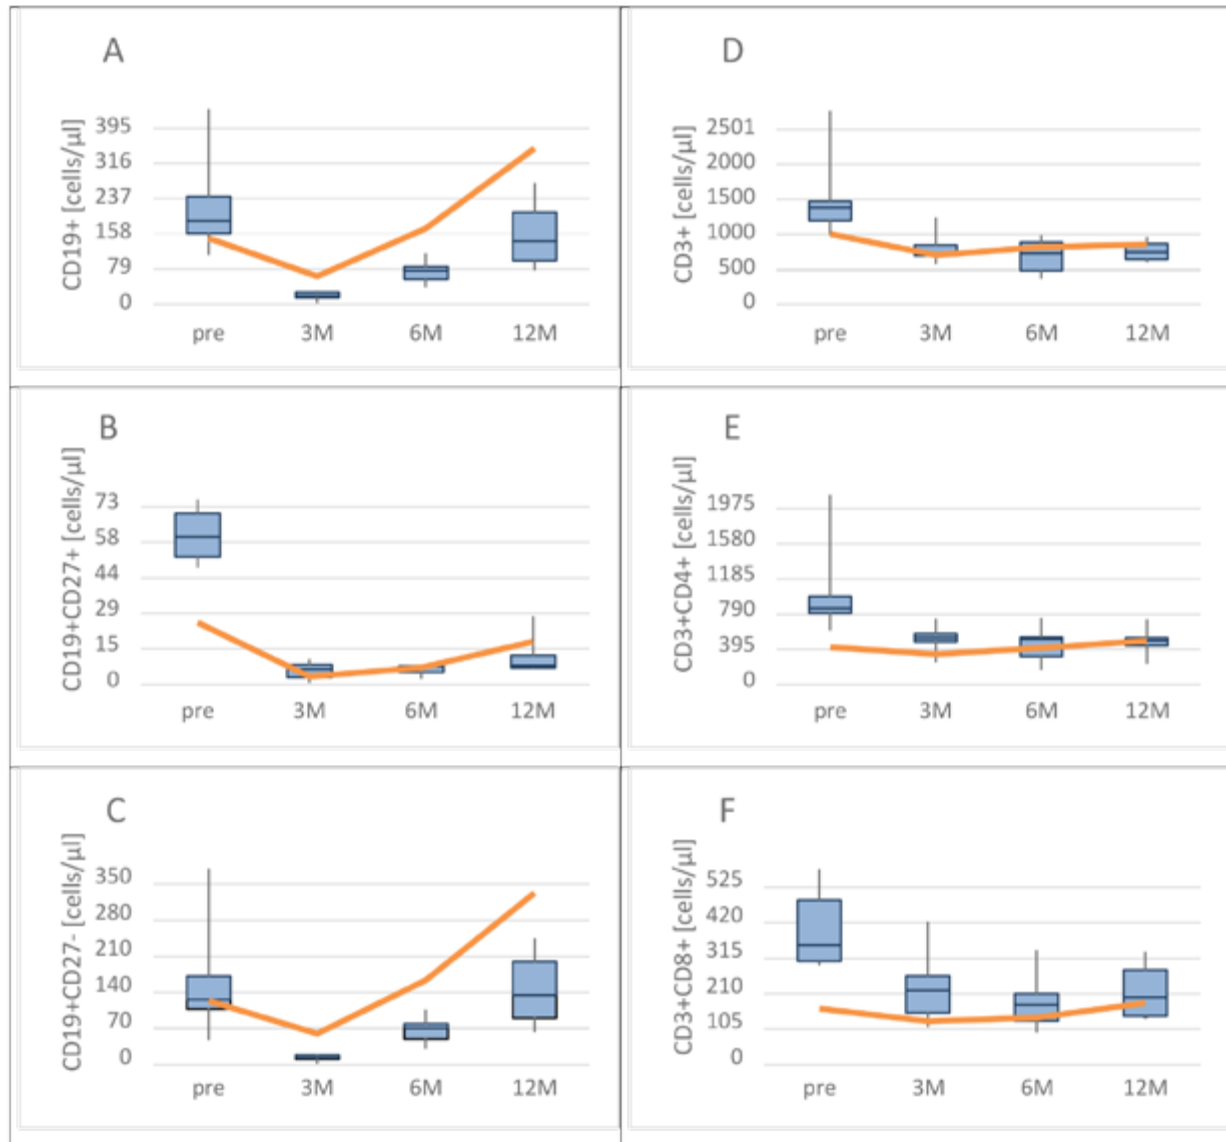 A
CD19+ [cells/µl]
395
316
237
158
79
0
pre 3M 6M 12M
D
CD3+ [cells/µl]
2501
2000
1500
1000
500
0
pre 3M 6M 12M
B
CD19+CD27+ [cells/µl]
73
58
44
29
15
0
pre 3M 6M 12M
E
CD3+CD4+ [cells/µl]
1975
1580
1185
790
395
0
pre 3M 6M 12M
C
CD19+CD27- [cells/µl]
350
280
210
140
70
0
pre 3M 6M 12M
F
CD3+CD8+ [cells/µl]
525
420
315
210
105
0
pre 3M 6M 12M